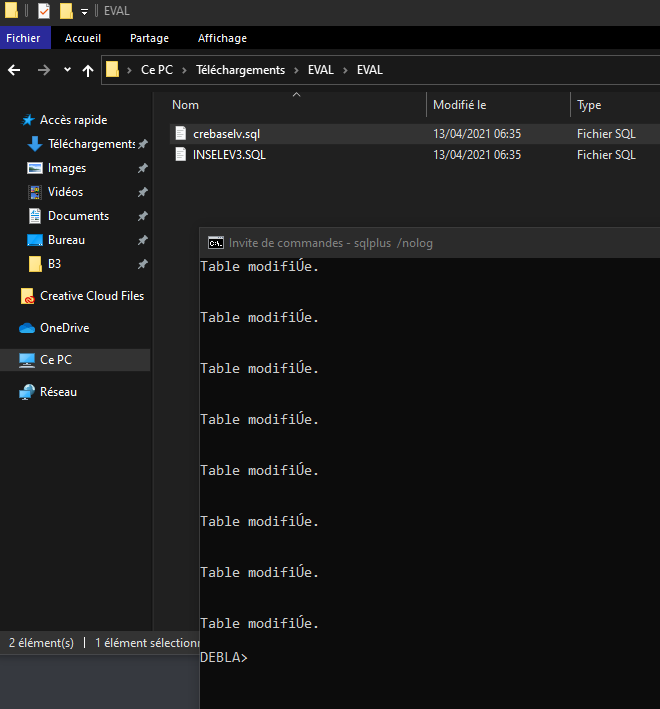 EVAL
Fichier Accueil Partage Affichage
Ce PC > Téléchargements > EVAL > EVAL
Nom Modifié le Type
crebaselv.sql 13/04/2021 06:35 Fichier SQL
INSELEV3.SQL 13/04/2021 06:35 Fichier SQL
Accès rapide
Téléchargements
Images
Vidéos
Documents
Bureau
B3
Creative Cloud Files
OneDrive
Ce PC
Réseau
2 élément(s) 1 élément sélectionn
Invite de commandes - sqlplus /nolog
Table modifiÚe.
Table modifiÚe.
Table modifiÚe.
Table modifiÚe.
Table modifiÚe.
Table modifiÚe.
Table modifiÚe.
Table modifiÚe.
DEBLA>